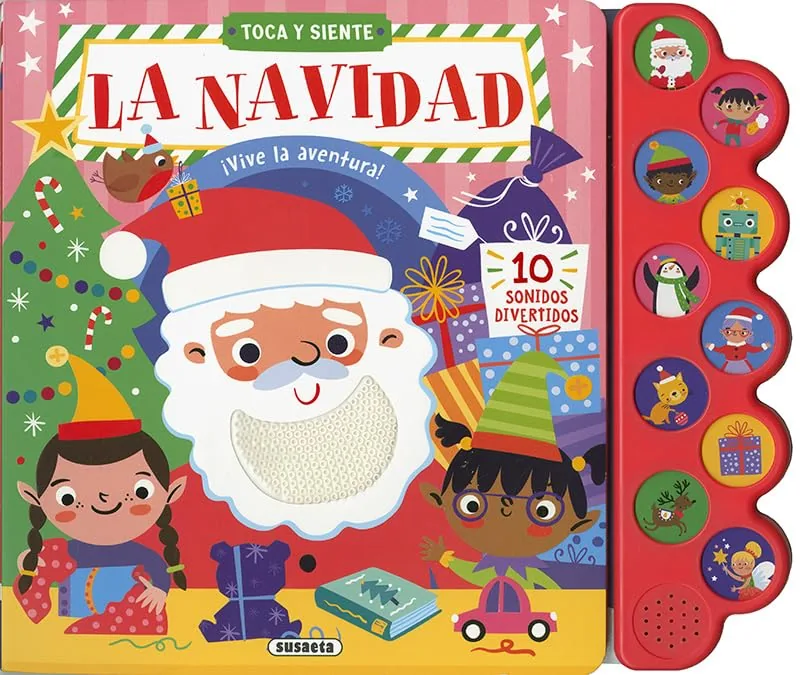 TOCA Y SIENTE
LA NAVIDAD
¡Vive la aventura!
10
SONIDOS
DIVERTIDOS
susaeta